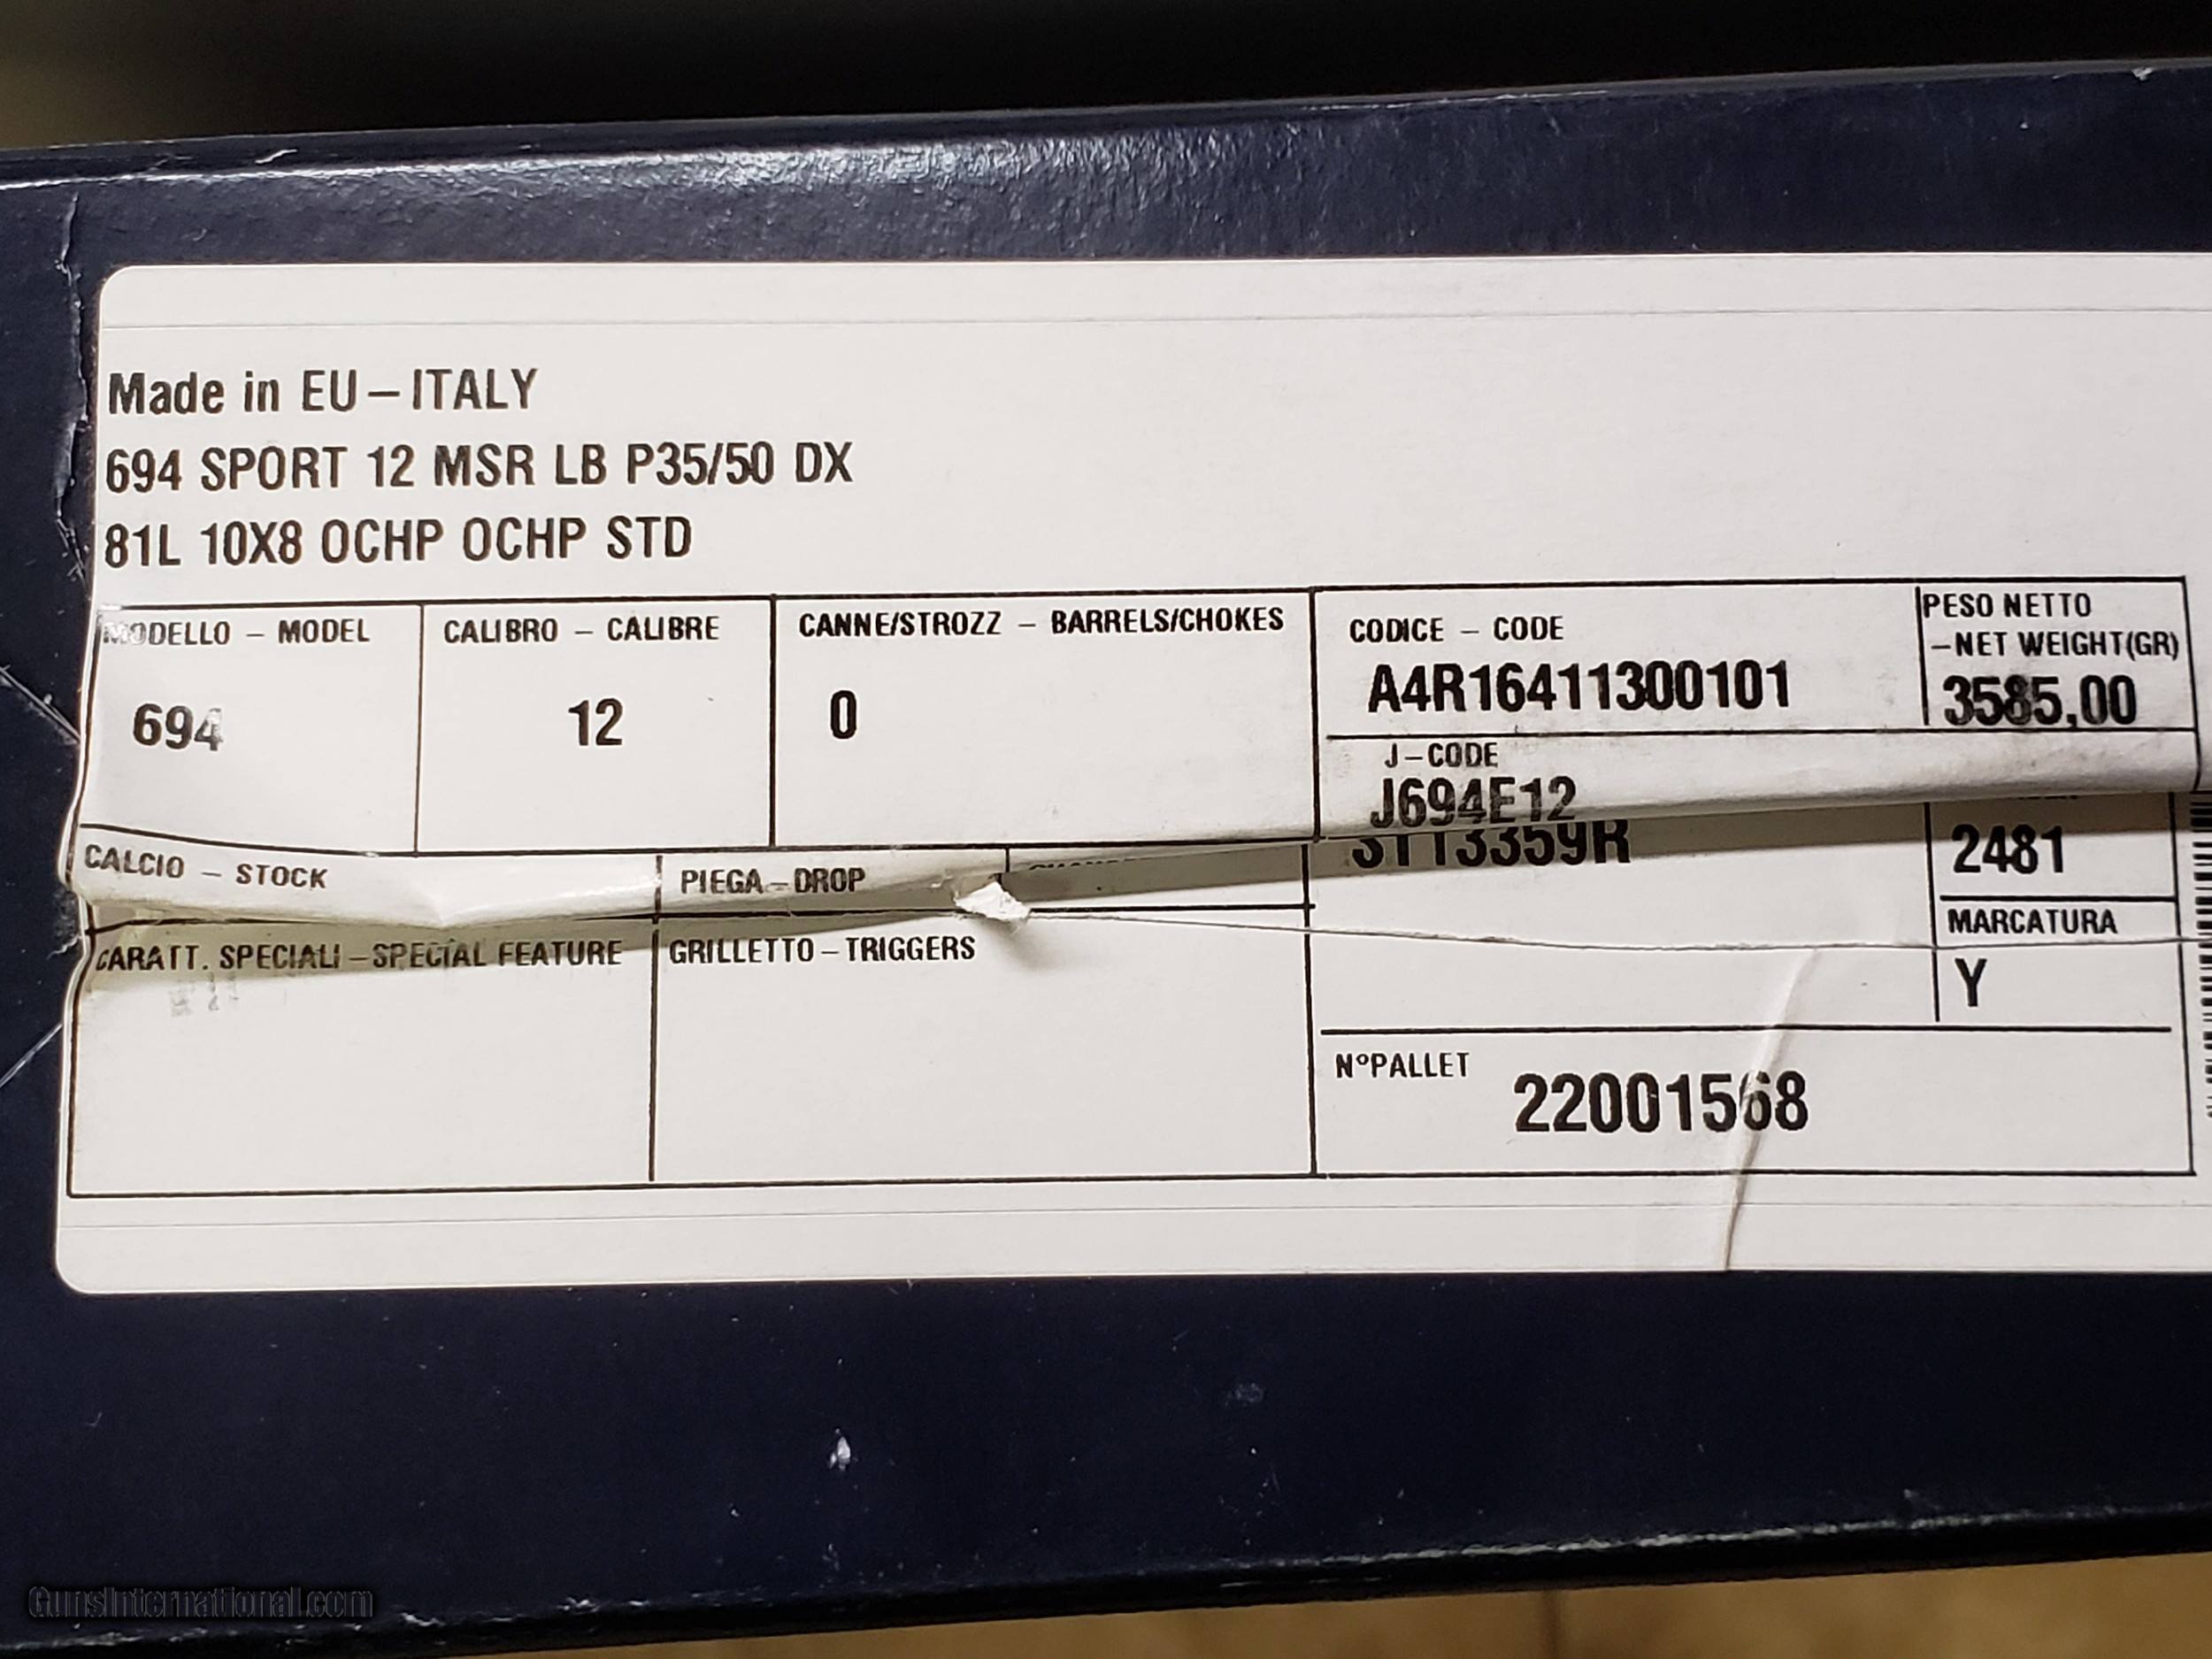 Made in EU – ITALY
694 SPORT 12 MSR LB P35/50 DX
81L 10X8 OCHP OCHP STD
MODELLO – MODEL
CALIBRO – CALIBRE
CANNE/STROZZ – BARRELS/CHOKES
CODICE – CODE
PESO NETTO
–NET WEIGHT(GR)
694
12
0
A4R16411300101
3585,00
J–CODE
J694E12
2481
CALCIO – STOCK
PIEGA–DROP
MARCATURA
CARATT. SPECIALI – SPECIAL FEATURE
GRILLETTO – TRIGGERS
Y
N°PALLET
22001568
GunsInternational.com